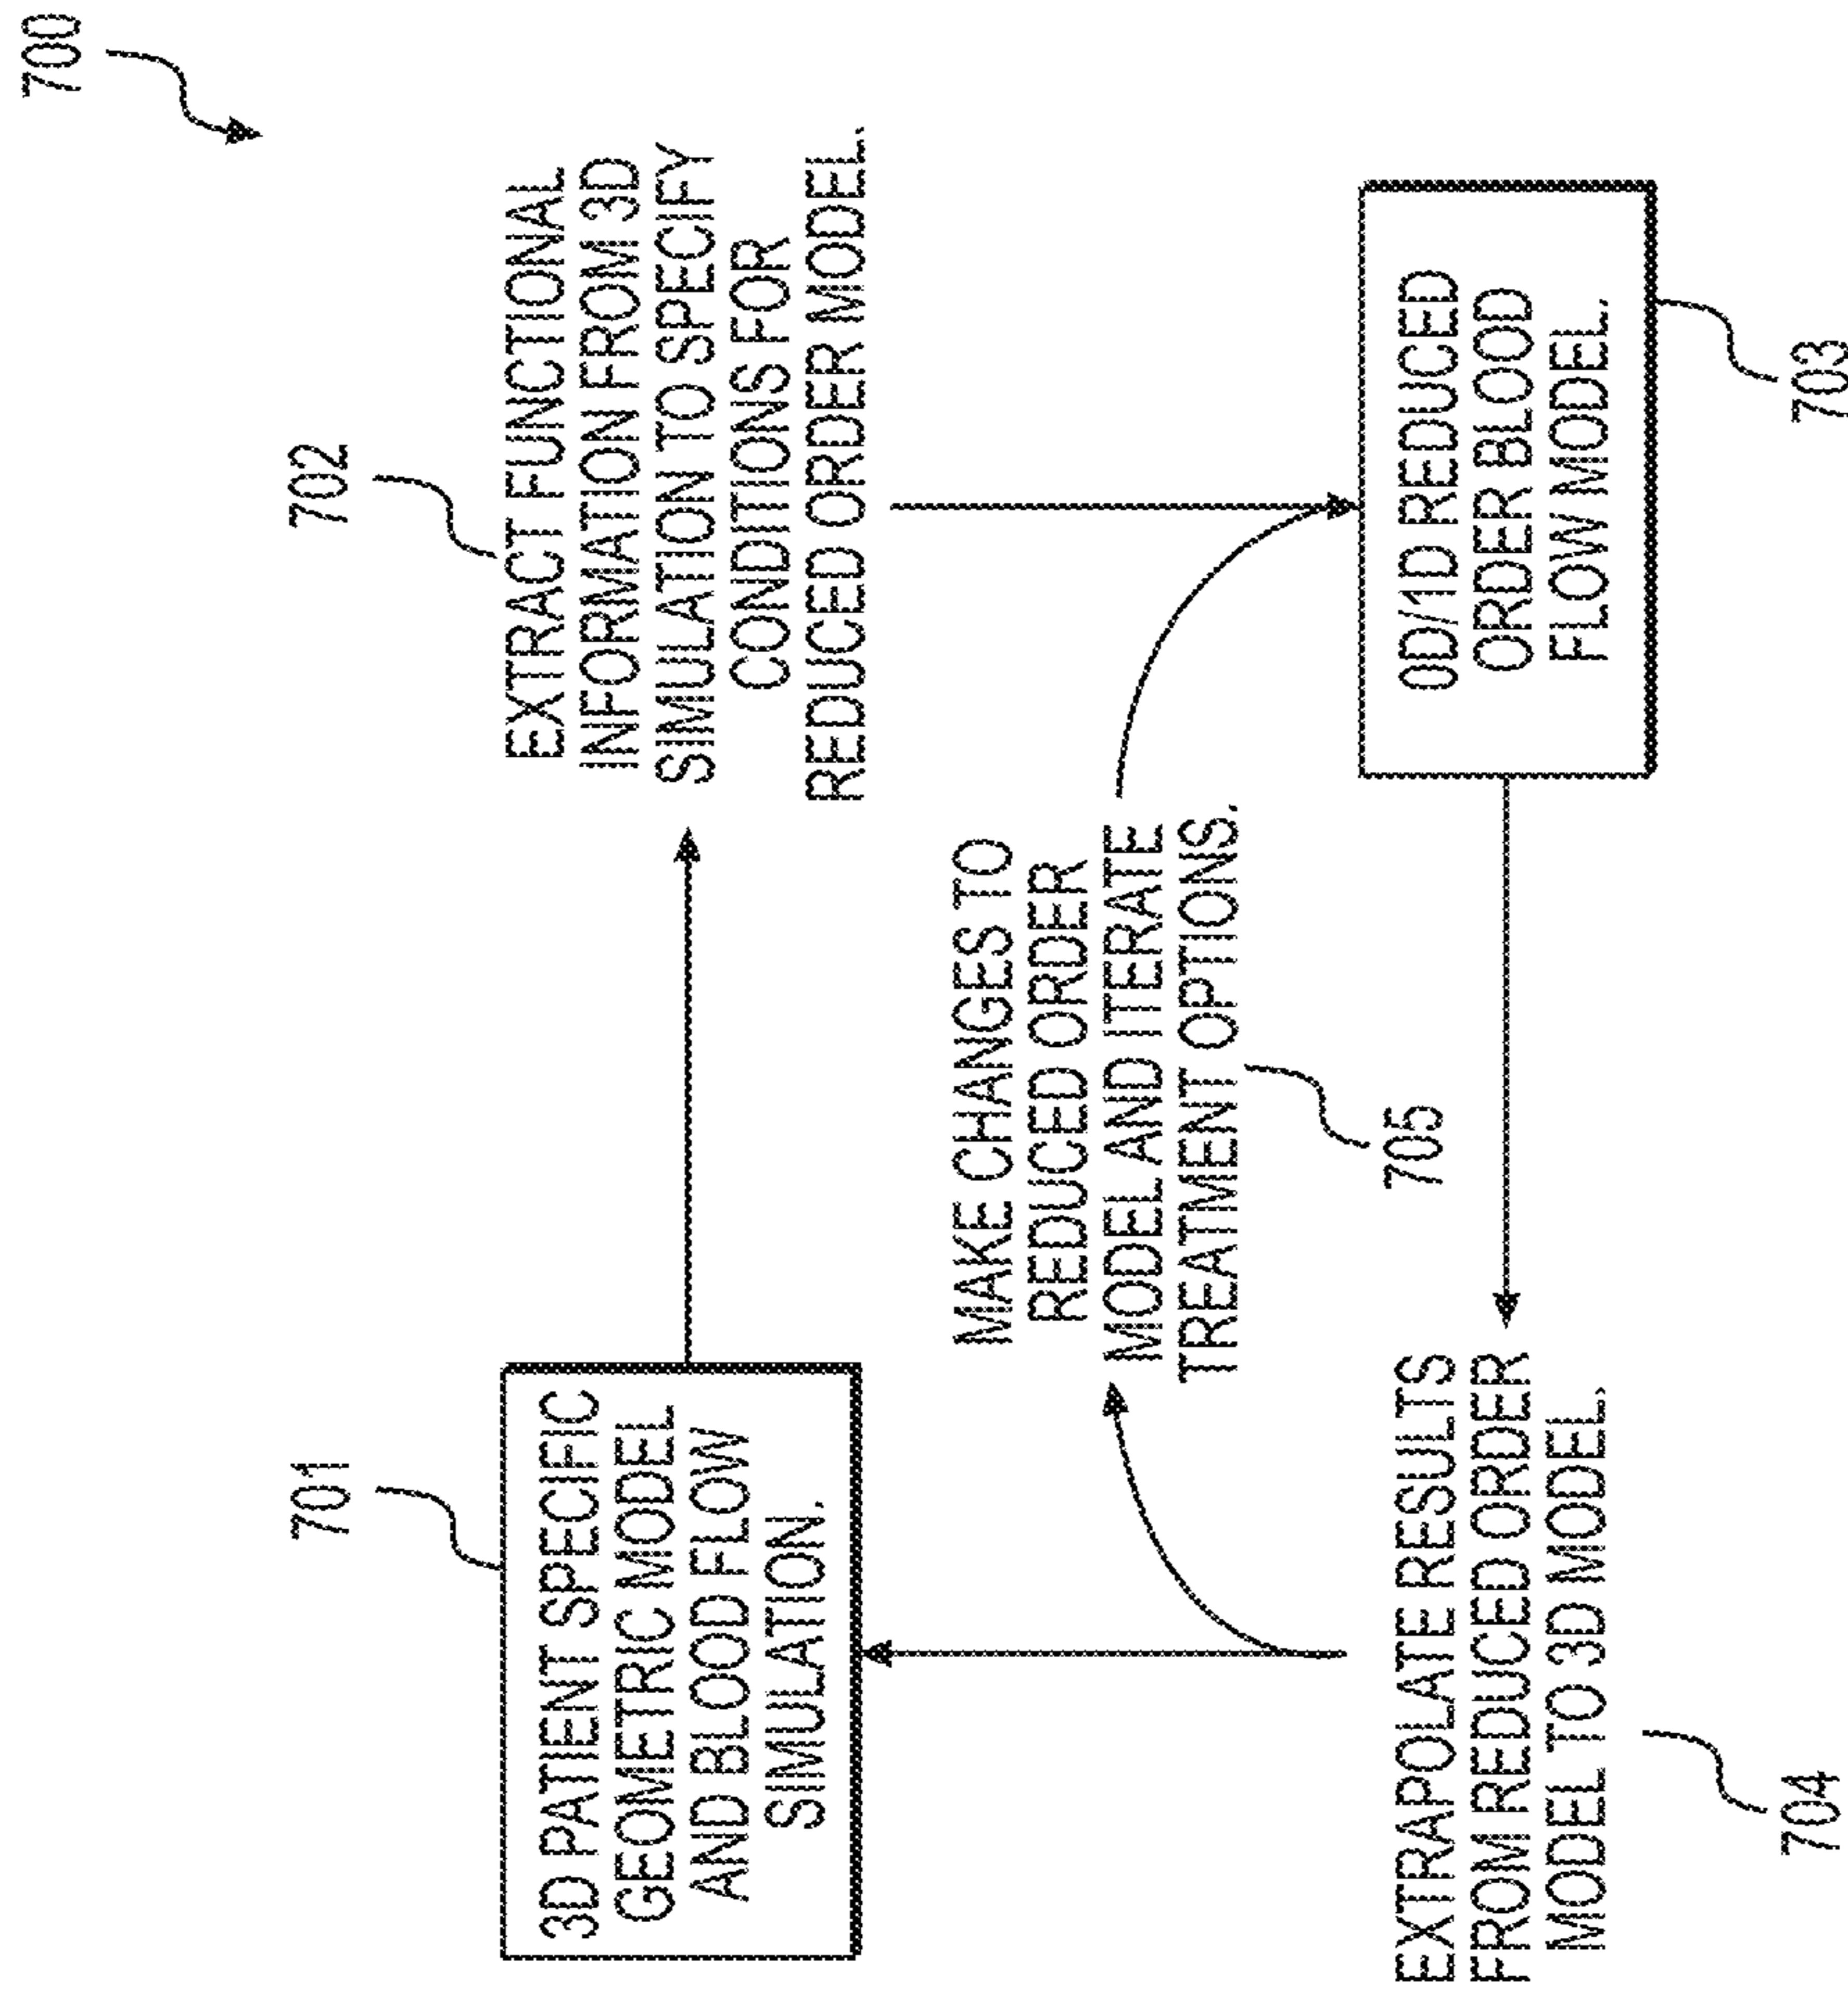 700
701
3D PATIENT SPECIFIC
GEOMETRIC MODEL
AND BLOOD FLOW
SIMULATION.
702
EXTRACT FUNCTIONAL
INFORMATION FROM 3D
SIMULATION TO SPECIFY
CONDITIONS FOR
REDUCED ORDER MODEL.
MAKE CHANGES TO
REDUCED ORDER
MODEL AND ITERATE
TREATMENT OPTIONS.
705
EXTRAPOLATE RESULTS
FROM REDUCED ORDER
MODEL TO 3D MODEL.
704
0D/1D REDUCED
ORDER BLOOD
FLOW MODEL.
703